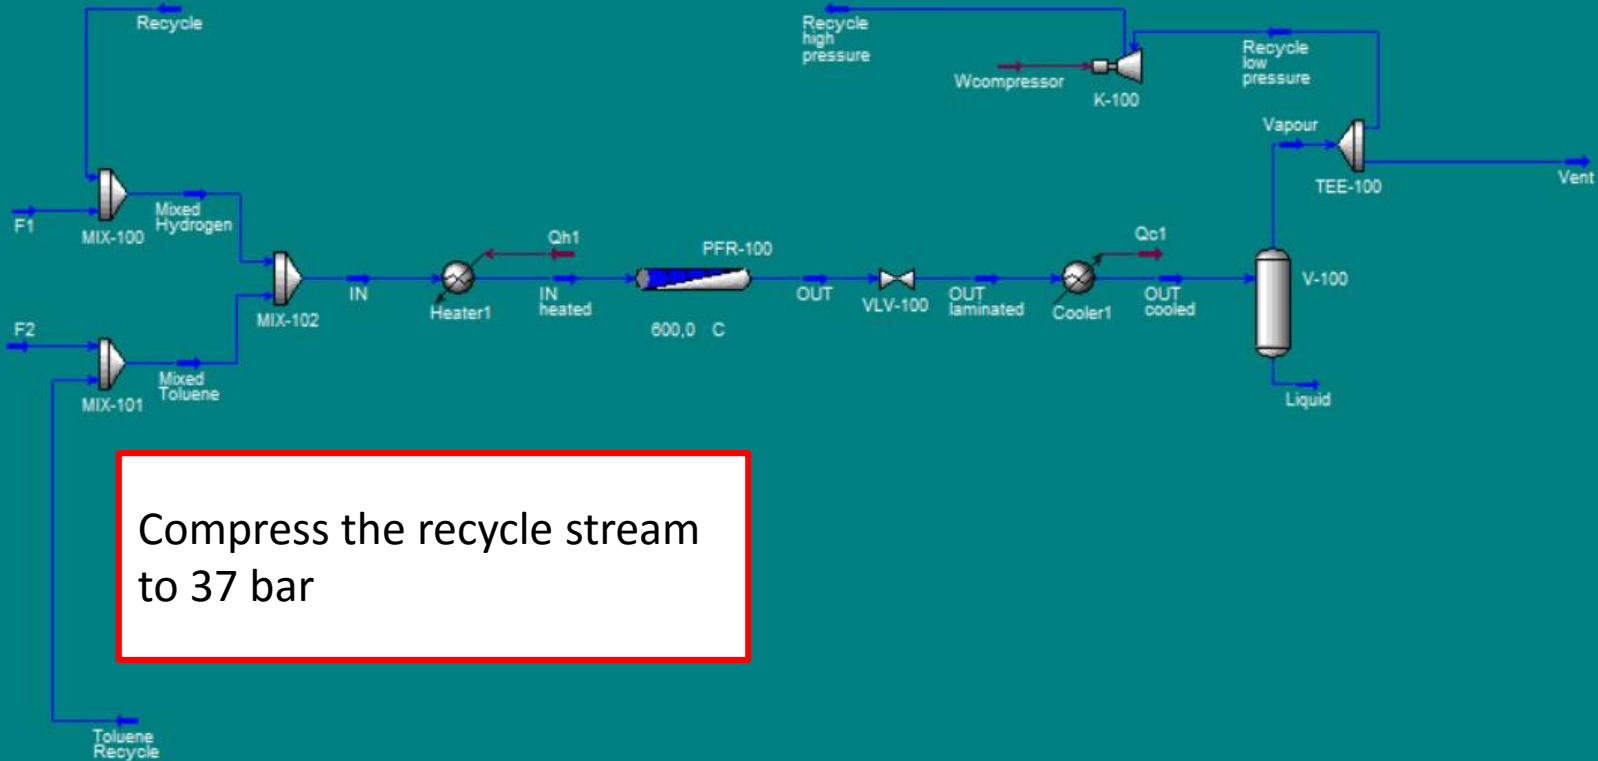 Recycle
Recycle
high
pressure
Wcompressor
K-100
Recycle
low
pressure
Vapour
TEE-100
Vent
F1
MIX-100
Mixed
Hydrogen
MIX-102
IN
Qh1
Heater1
IN
heated
PFR-100
600,0 C
OUT
VLV-100
OUT
laminated
Qc1
Cooler1
OUT
cooled
V-100
Liquid
F2
MIX-101
Mixed
Toluene
Compress the recycle stream
to 37 bar
Toluene
Recycle